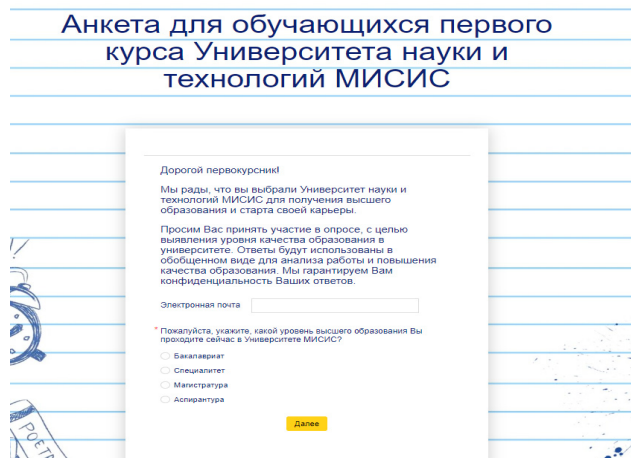 Анкета для обучающихся первого
курса Университета науки и
технологий МИСИС
Дорогой первокурсник!
Мы рады, что вы выбрали Университет науки и
технологий МИСИС для получения высшего
образования и старта своей карьеры.
Просим Вас принять участие в опросе, с целью
выявления уровня качества образования в
университете. Ответы будут использованы в
обобщенном виде для анализа работы и повышения
качества образования. Мы гарантируем Вам
конфиденциальность Ваших ответов.
Электронная почта
* Пожалуйста, укажите, какой уровень высшего образования Вы
проходите сейчас в Университете МИСИС?
Бакалавриат
Специалитет
Магистратура
Аспирантура
Далее